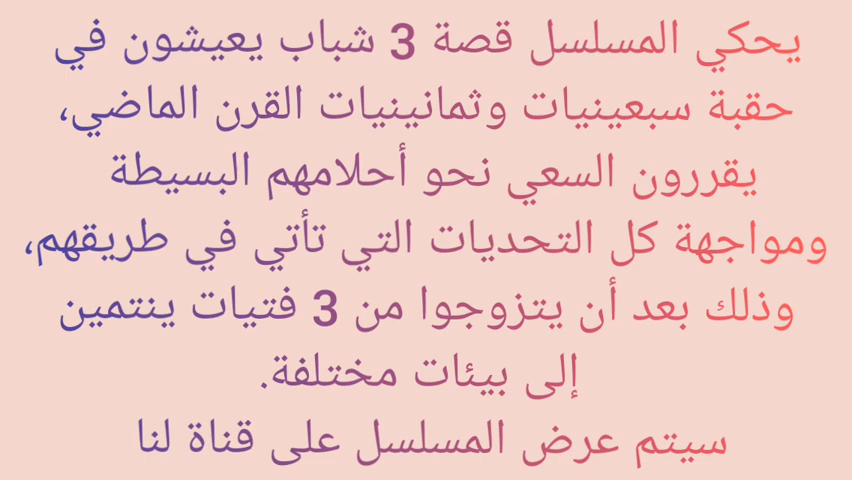 يحكي المسلسل قصة 3 شباب يعيشون في
حقبة سبعينيات وثمانينيات القرن الماضي،
يقررون السعي نحو أحلامهم البسيطة
ومواجهة كل التحديات التي تأتي في طريقهم،
وذلك بعد أن يتزوجوا من 3 فتيات ينتمين
إلى بيئات مختلفة.
سيتم عرض المسلسل على قناة لنا